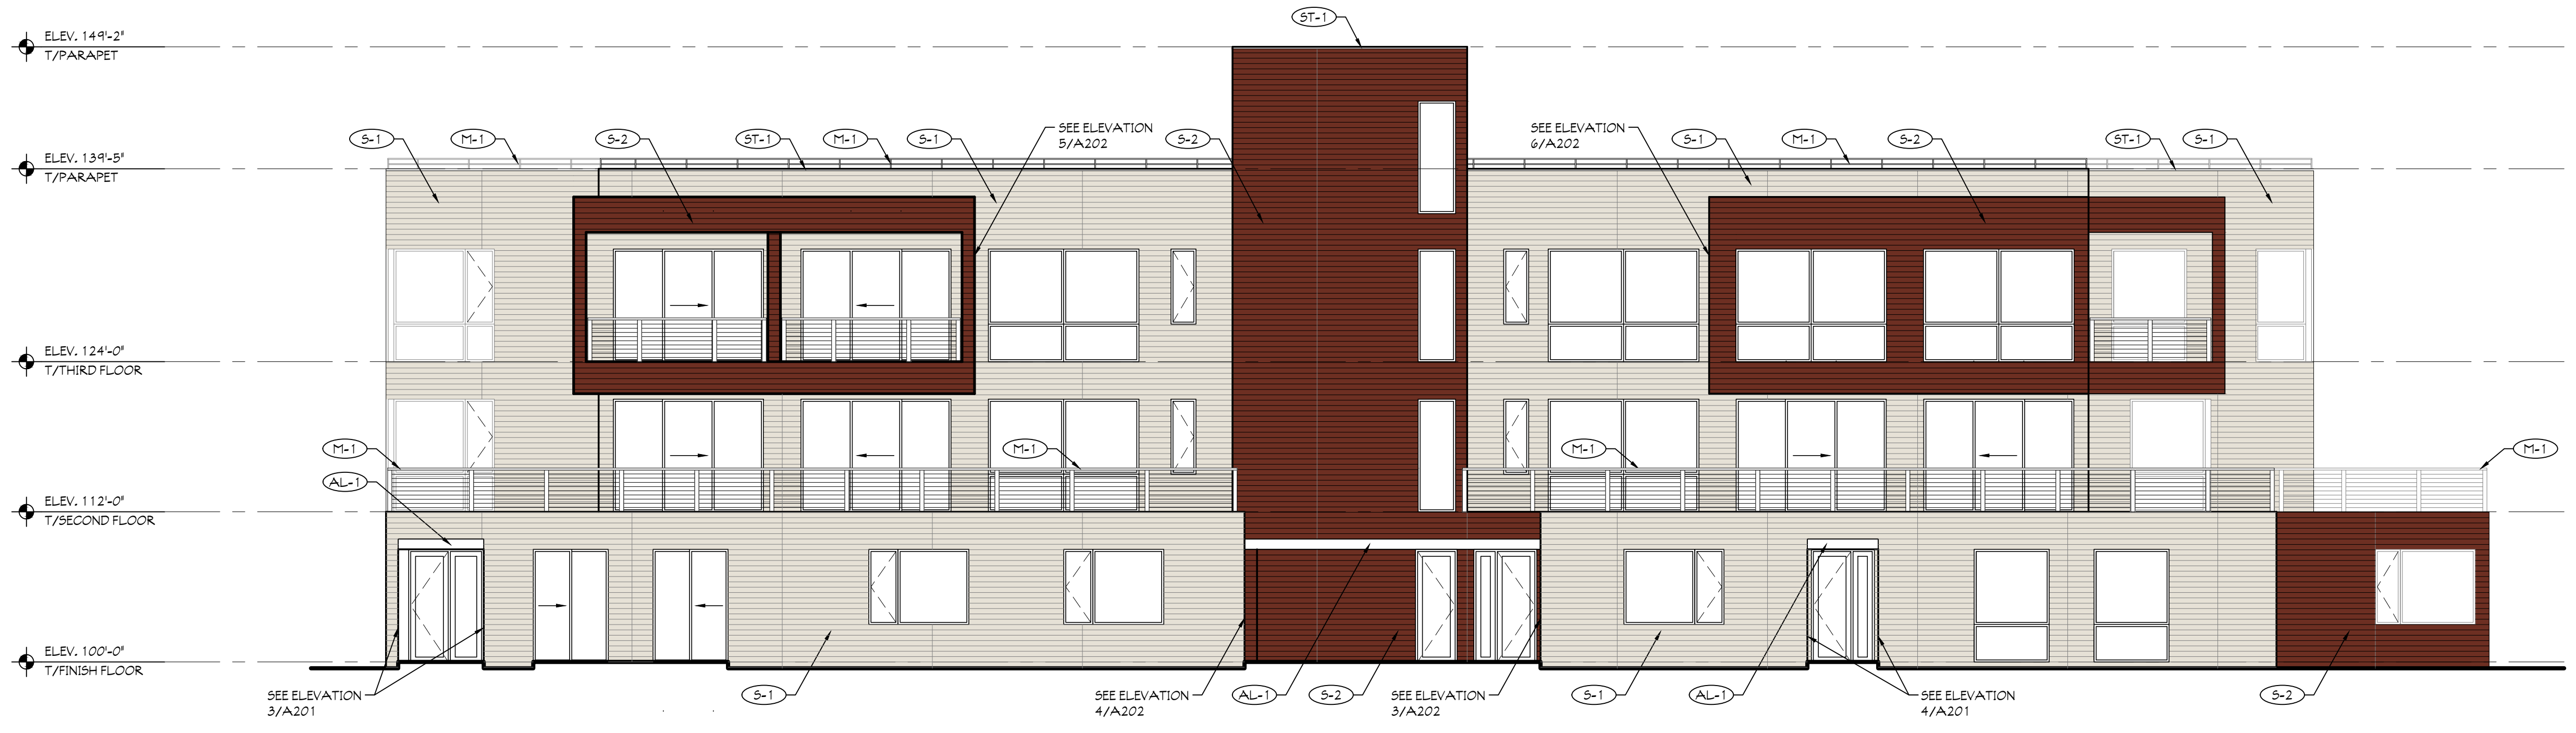 ST-1
ELEV. 149'-2"
T/PARAPET
S-1
M-1
S-2
ST-1
M-1
S-1
SEE ELEVATION
5/A202
S-2
SEE ELEVATION
6/A202
S-1
M-1
S-2
ST-1
S-1
ELEV. 139'-5"
T/PARAPET
ELEV. 124'-0"
T/THIRD FLOOR
M-1
M-1
M-1
M-1
AL-1
ELEV. 112'-0"
T/SECOND FLOOR
ELEV. 100'-0"
T/FINISH FLOOR
SEE ELEVATION
3/A201
S-1
SEE ELEVATION
4/A202
AL-1
S-2
SEE ELEVATION
3/A202
S-1
AL-1
SEE ELEVATION
4/A201
S-2